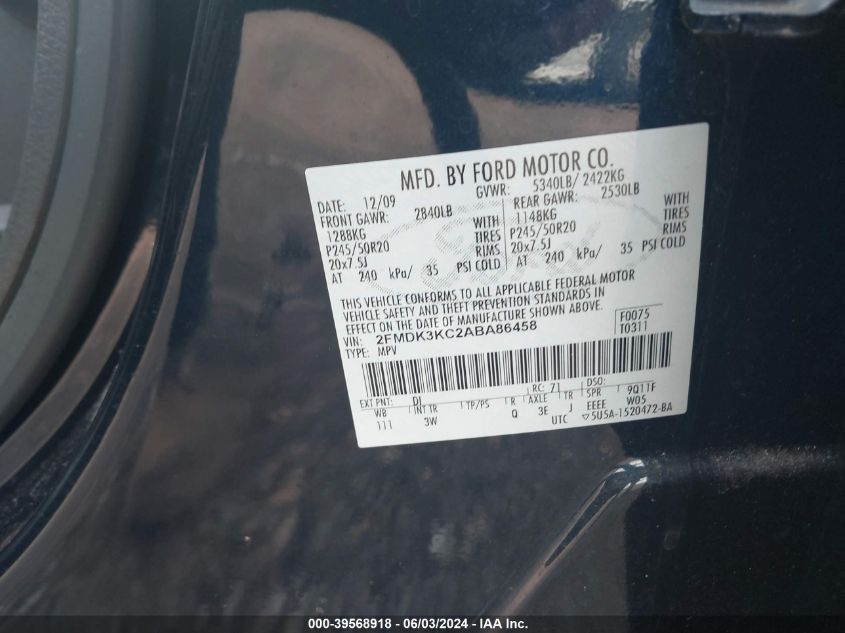 MFD. BY FORD MOTOR CO.
DATE: 12/09 GVWR: 5340LB/ 2422KG
FRONT GAWR: 2840LB REAR GAWR: 2530LB
1288KG WITH 1148KG WITH
P245/50R20 TIRES P245/50R20 TIRES
20x7.5J RIMS 20x7.5J RIMS
AT 240 kPa/ 35 PSI COLD AT 240 kPa/ 35 PSI COLD
Ford
THIS VEHICLE CONFORMS TO ALL APPLICABLE FEDERAL MOTOR
VEHICLE SAFETY AND THEFT PREVENTION STANDARDS IN
EFFECT ON THE DATE OF MANUFACTURE SHOWN ABOVE.
VIN: 2FMDK3KC2ABA86458 F0075
TYPE: MPV T0311
EXT PNT: DJ RC: 71 DSO:
WB INT TR TP/PS R AXLE TR SPR 9Q11F
111 3W Q 3E J EEEE W05
UTC ▽5U5A-1520472-BA
000-39568918 - 06/03/2024 - IAA Inc.